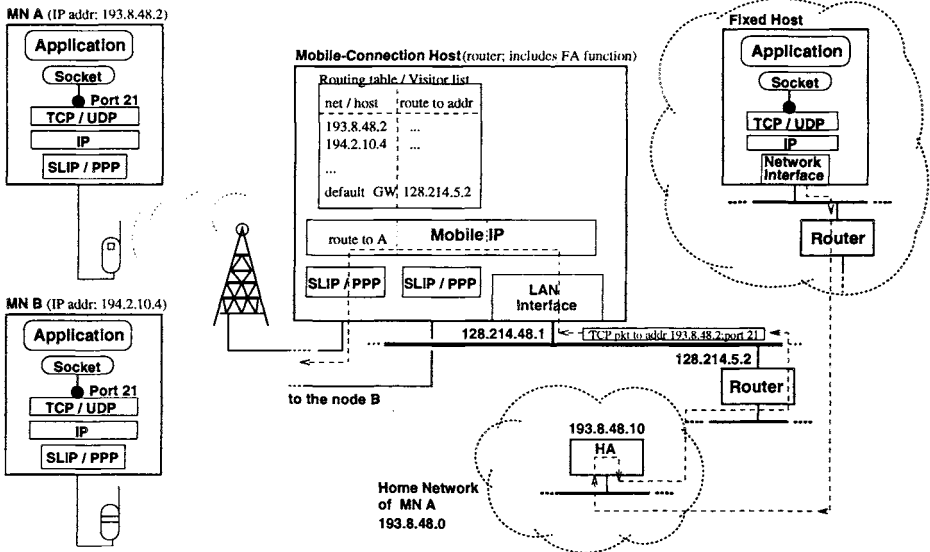 MN A (IP addr: 193.8.48.2)
Application
Socket
Port 21
TCP / UDP
IP
SLIP / PPP
MN B (IP addr: 194.2.10.4)
Application
Socket
Port 21
TCP / UDP
IP
SLIP / PPP
Mobile-Connection Host (router; includes FA function)
Routing table / Visitor list
net / host route to addr
193.8.48.2 ...
194.2.10.4 ...
...
default GW 128.214.5.2
route to A
Mobile IP
SLIP / PPP
SLIP / PPP
LAN
Interface
128.214.48.1
TCP pkt to addr 193.8.48.2:port 21
to the node B
Fixed Host
Application
Socket
TCP / UDP
IP
Network
Interface
Router
128.214.5.2
Router
193.8.48.10
HA
Home Network
of MN A
193.8.48.0